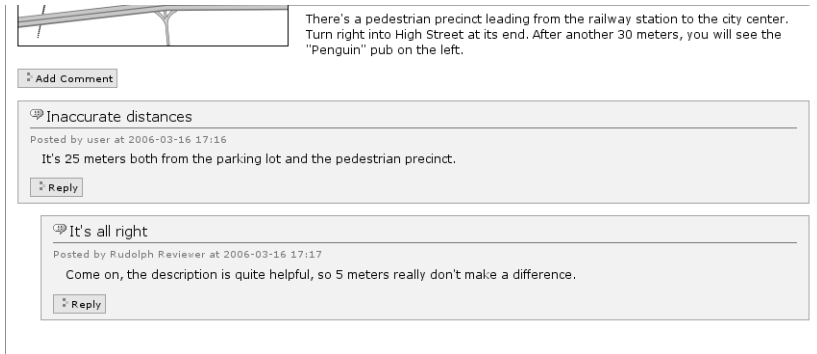 There's a pedestrian precinct leading from the railway station to the city center.
Turn right into High Street at its end. After another 30 meters, you will see the
"Penguin" pub on the left.
Add Comment
Inaccurate distances
Posted by user at 2006-03-16 17:16
It's 25 meters both from the parking lot and the pedestrian precinct.
Reply
It's all right
Posted by Rudolph Reviewer at 2006-03-16 17:17
Come on, the description is quite helpful, so 5 meters really don't make a difference.
Reply